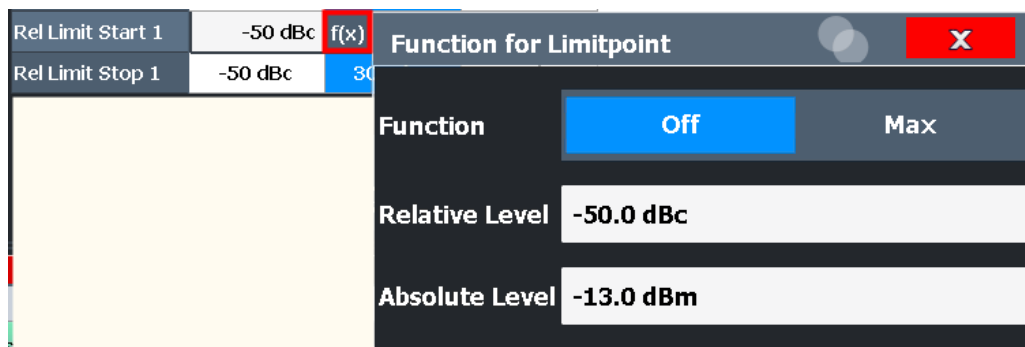 Rel Limit Start 1 -50 dBc f(x)
Rel Limit Stop 1 -50 dBc 30
Function for Limitpoint X
Function Off Max
Relative Level -50.0 dBc
Absolute Level -13.0 dBm